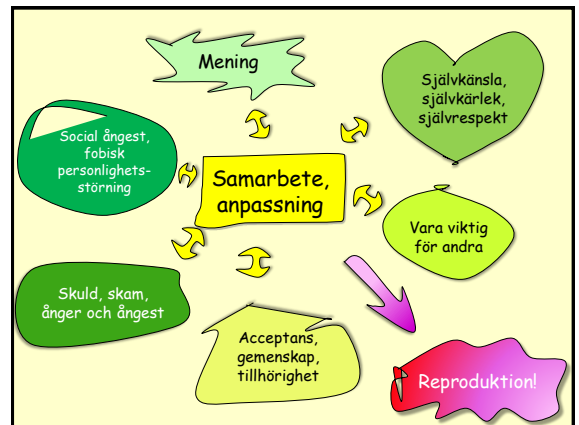 Mening
Självkänsla,
självkärlek,
självrespekt
Social ångest,
fobisk
personlighets-
störning
Samarbete,
anpassning
Vara viktig
för andra
Skuld, skam,
ånger och ångest
Acceptans,
gemenskap,
tillhörighet
Reproduktion!